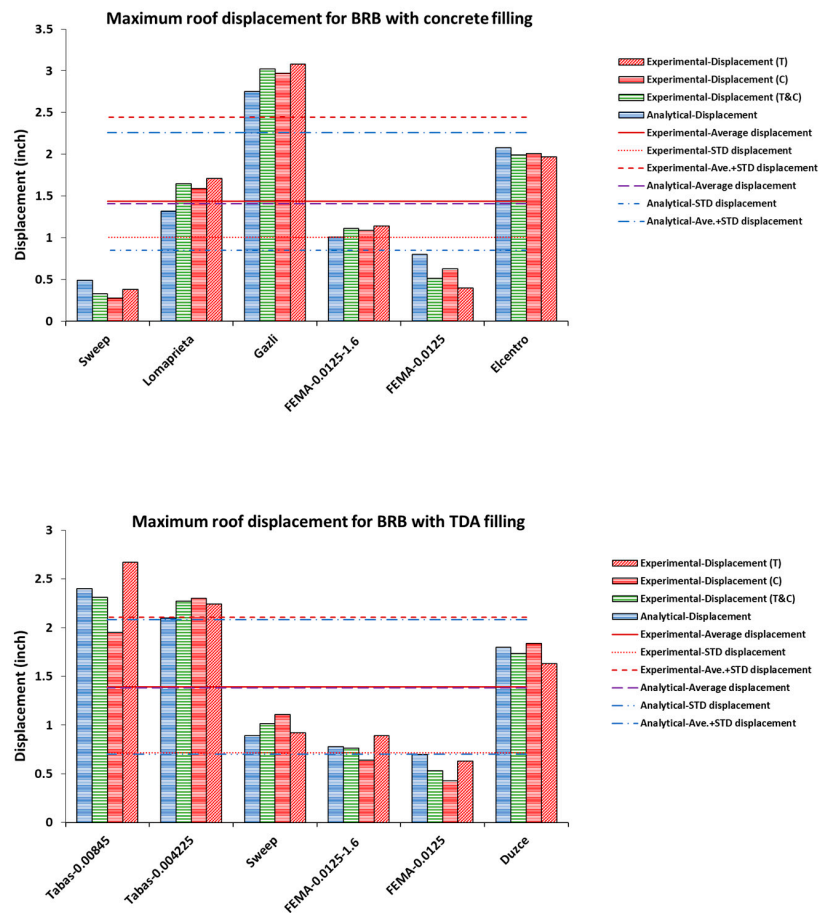 Maximum roof displacement for BRB with concrete filling
3.5
3
2.5
2
1.5
1
0.5
0
Displacement (inch)
Sweep
Lomaprieta
Gazli
FEMA-0.0125-1.6
FEMA-0.0125
Elcentro
Experimental-Displacement (T)
Experimental-Displacement (C)
Experimental-Displacement (T&C)
Analytical-Displacement
Experimental-Average displacement
Experimental-STD displacement
Experimental-Ave.+STD displacement
Analytical-Average displacement
Analytical-STD displacement
Analytical-Ave.+STD displacement
Maximum roof displacement for BRB with TDA filling
3
2.5
2
1.5
1
0.5
0
Displacement (inch)
Tabas-0.00845
Tabas-0.004225
Sweep
FEMA-0.0125-1.6
FEMA-0.0125
Duzce
Experimental-Displacement (T)
Experimental-Displacement (C)
Experimental-Displacement (T&C)
Analytical-Displacement
Experimental-Average displacement
Experimental-STD displacement
Experimental-Ave.+STD displacement
Analytical-Average displacement
Analytical-STD displacement
Analytical-Ave.+STD displacement